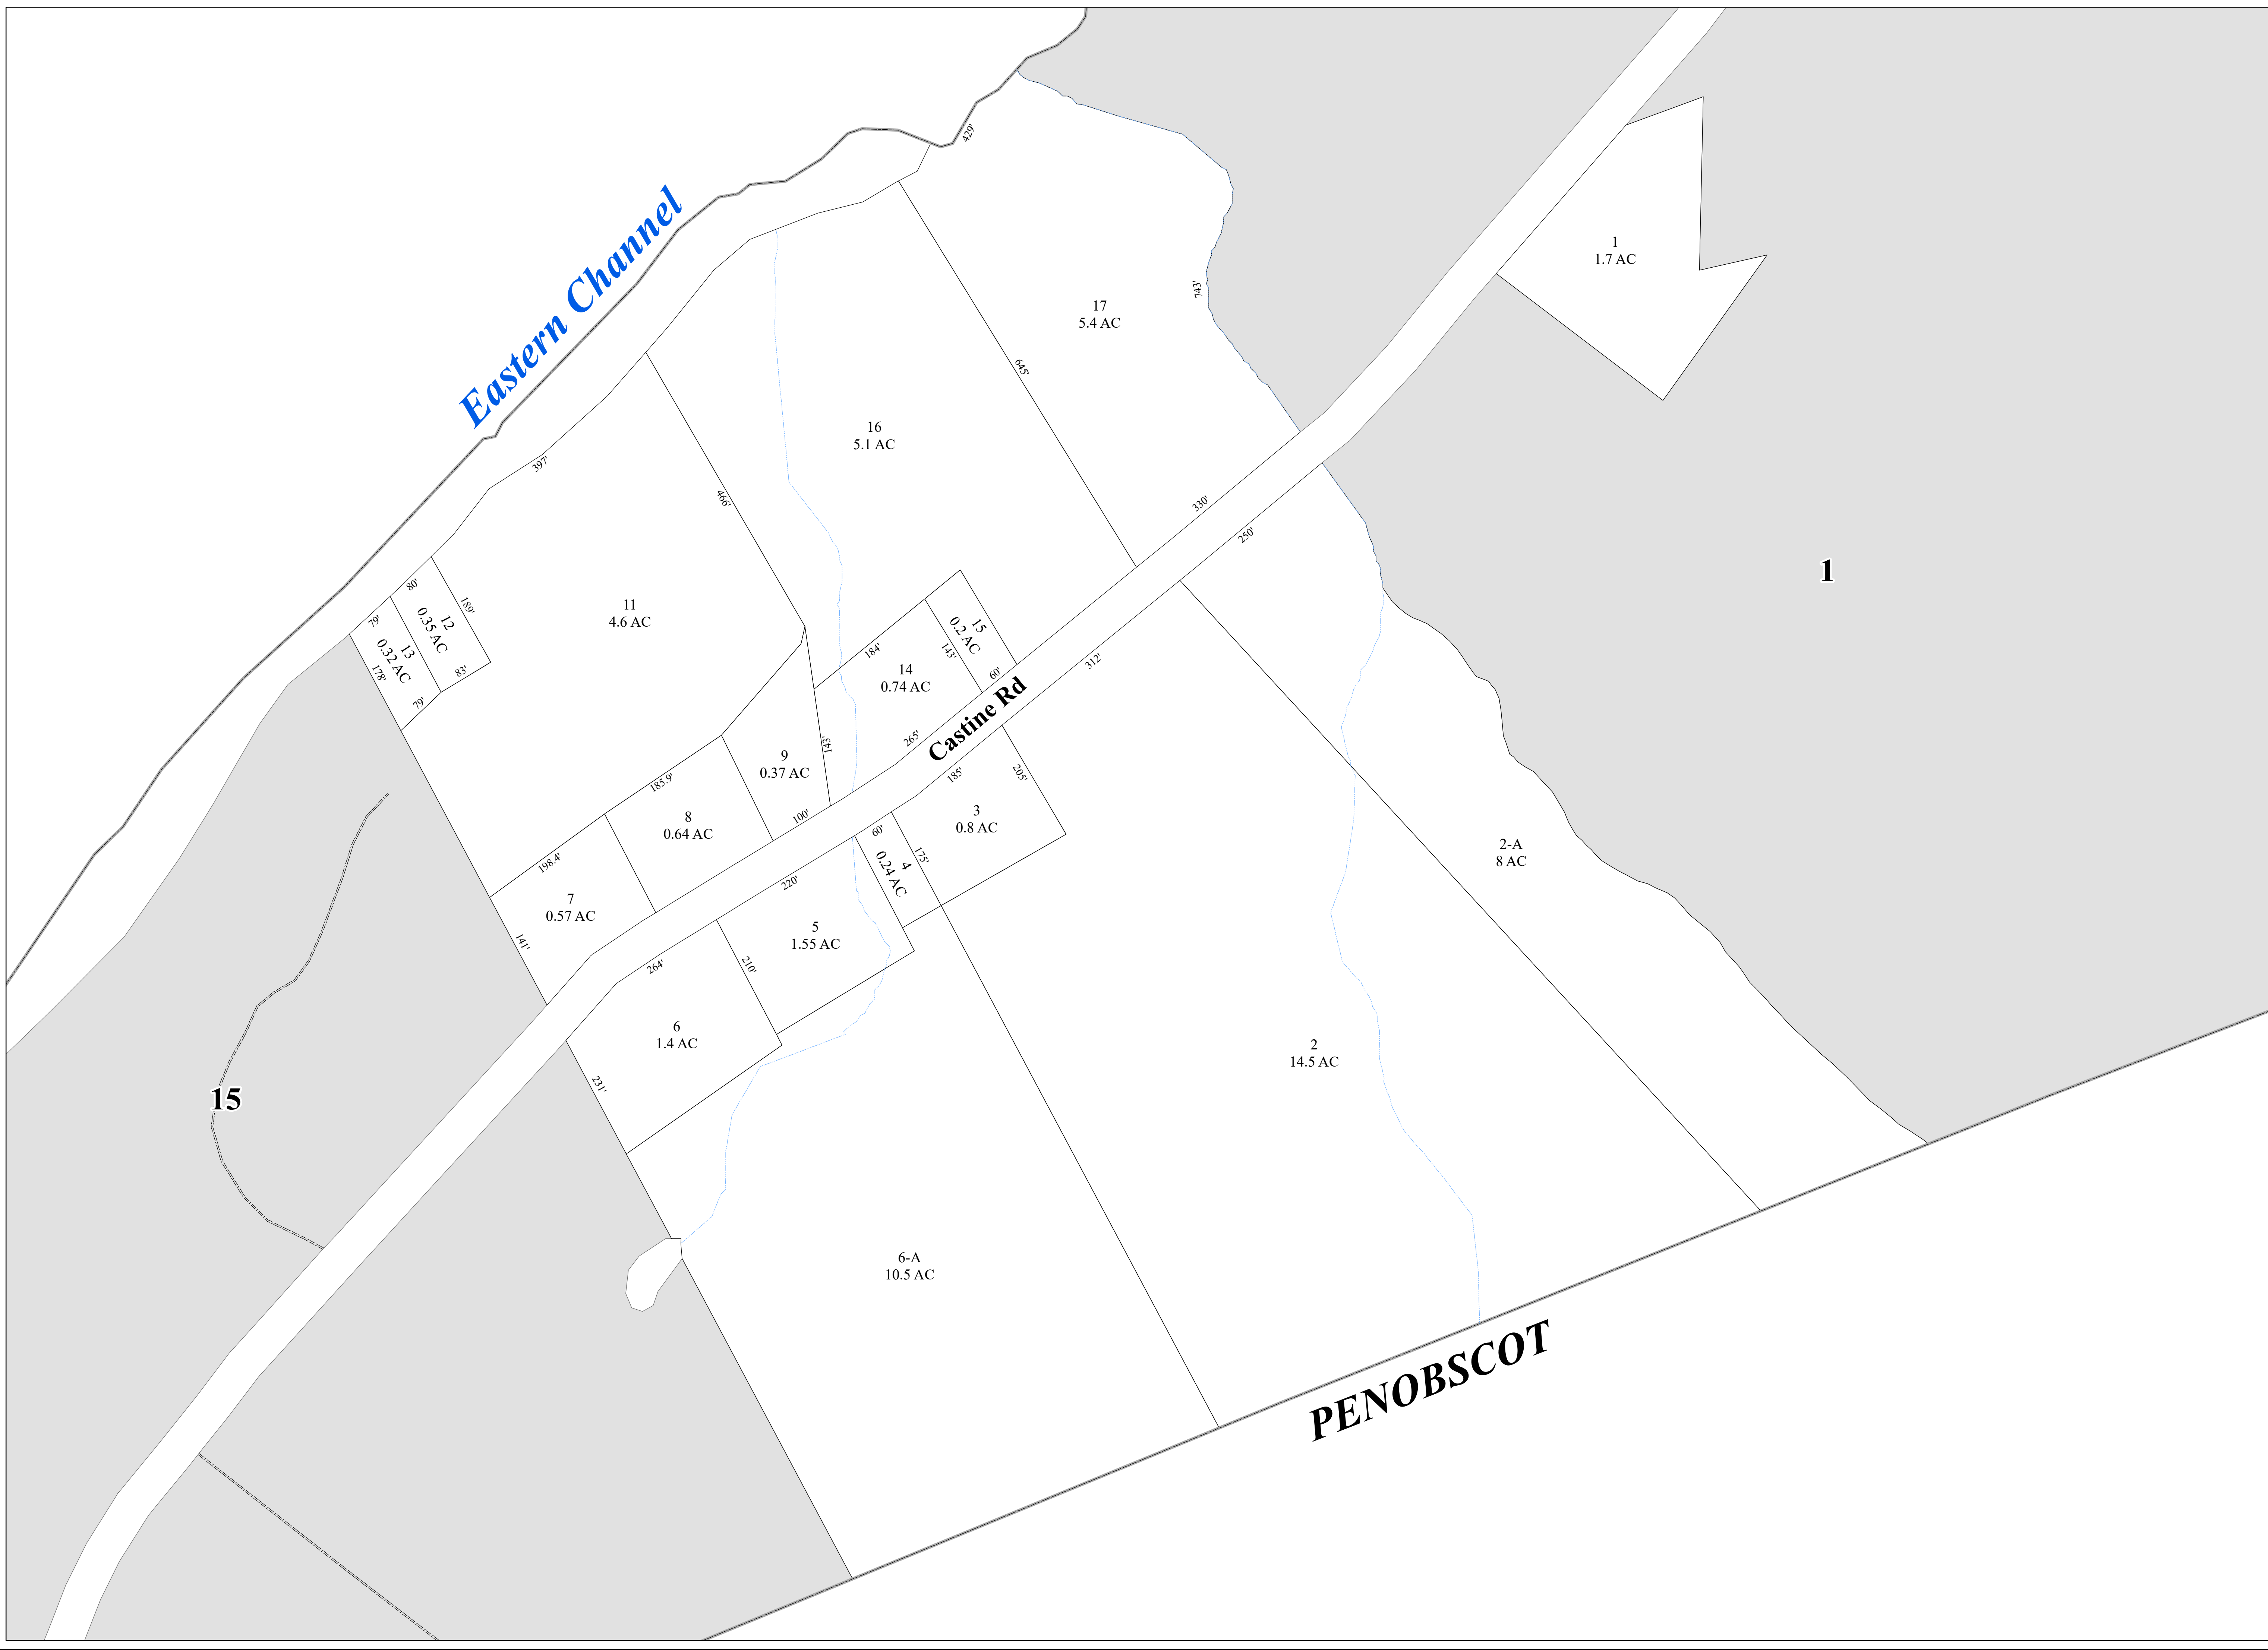 429'
Eastern Channel
1
1.7 AC
743'
17
5.4 AC
645'
16
5.1 AC
397'
466'
330'
250'
1
80'
12
0.35 AC
189'
79'
13
0.32 AC
178'
83'
79'
11
4.6 AC
15
0.2 AC
143'
60'
184'
14
0.74 AC
312'
Castine Rd
265'
143'
9
0.37 AC
100'
185.9'
8
0.64 AC
198.4'
7
0.57 AC
141'
185'
205'
3
0.8 AC
60'
4
0.24 AC
175'
220'
5
1.55 AC
210'
264'
6
1.4 AC
231'
2-A
8 AC
2
14.5 AC
15
6-A
10.5 AC
PENOBSCOT